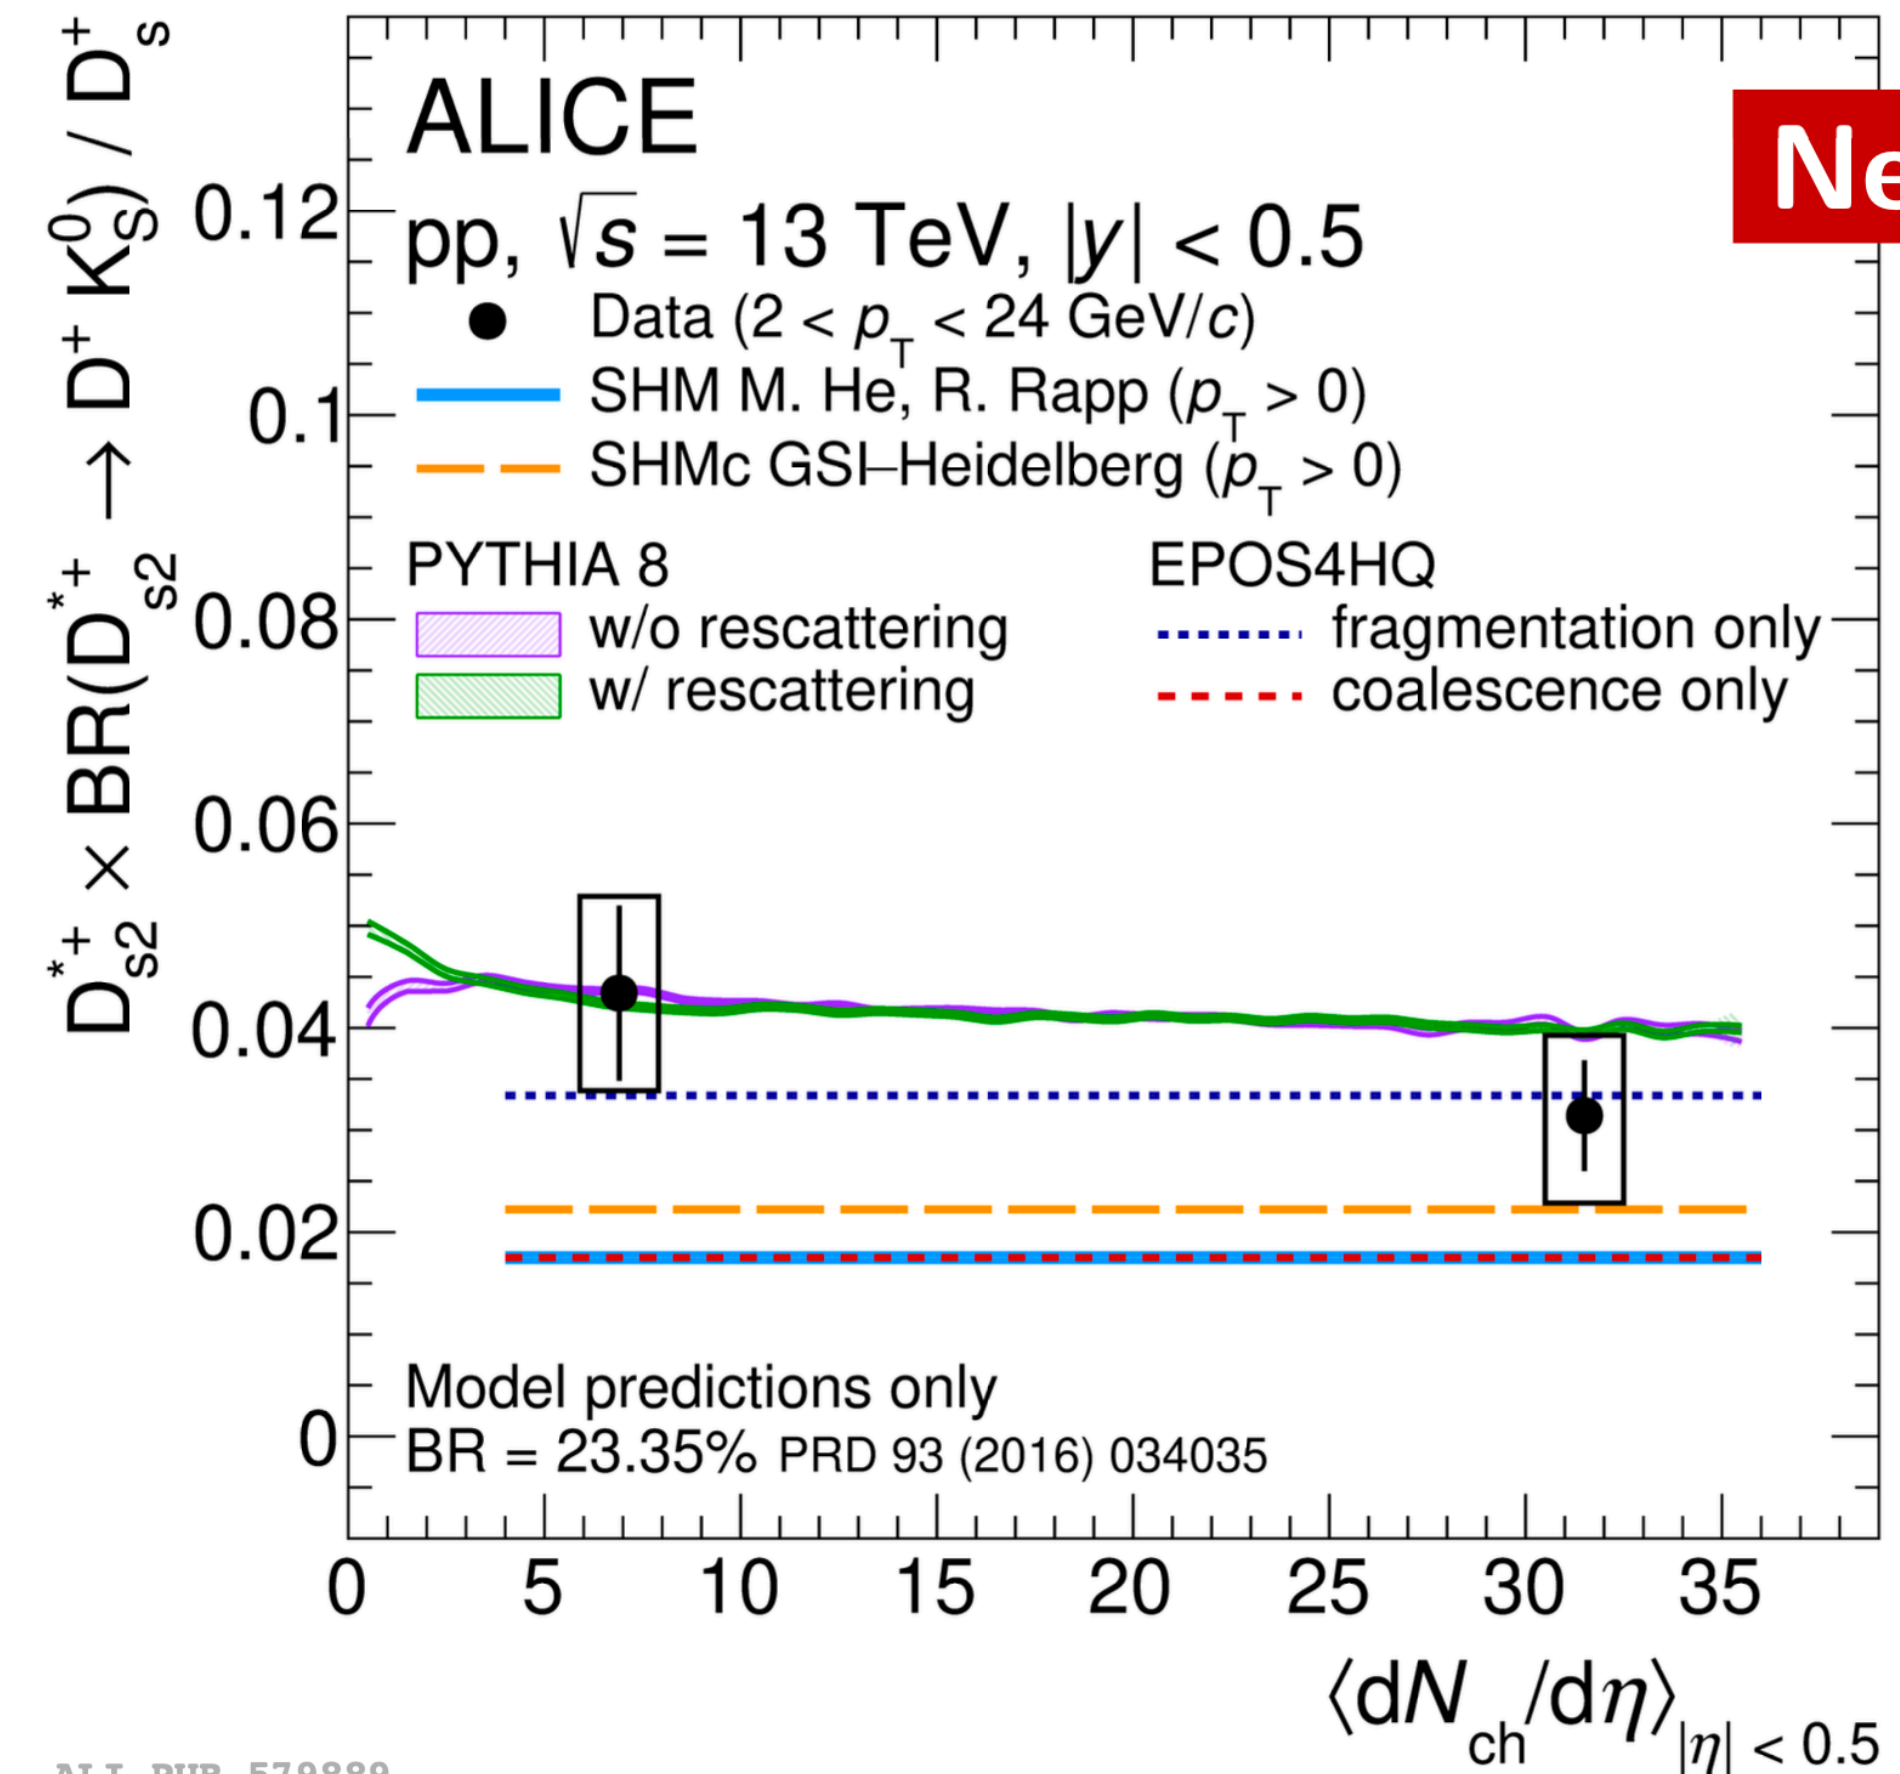 D*+s2 × BR(D*+s2 → D+ K0S) / D+s
ALICE
Ne
pp, √s = 13 TeV, |y| < 0.5
Data (2 < pT < 24 GeV/c)
SHM M. He, R. Rapp (pT > 0)
SHMc GSI–Heidelberg (pT > 0)
PYTHIA 8
w/o rescattering
w/ rescattering
EPOS4HQ
fragmentation only
coalescence only
0.12
0.1
0.08
0.06
0.04
0.02
0
Model predictions only
BR = 23.35% PRD 93 (2016) 034035
0 5 10 15 20 25 30 35
⟨dNch/dη⟩|η| < 0.5
ALI-PUB-579889